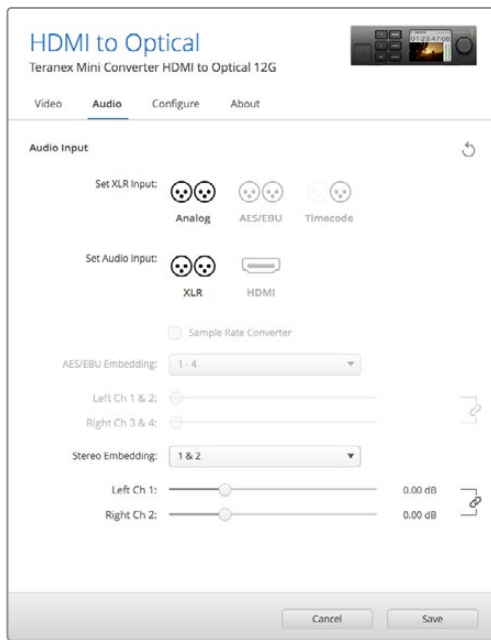 HDMI to Optical
Teranex Mini Converter HDMI to Optical 12G
01:23:47:08
Video Audio Configure About
Audio Input
Set XLR Input:
Analog AES/EBU Timecode
Set Audio Input:
XLR HDMI
Sample Rate Converter
AES/EBU Embedding: 1 - 4
Left Ch 1 & 2:
Right Ch 3 & 4:
Stereo Embedding: 1 & 2
Left Ch 1: 0.00 dB
Right Ch 2: 0.00 dB
Cancel Save